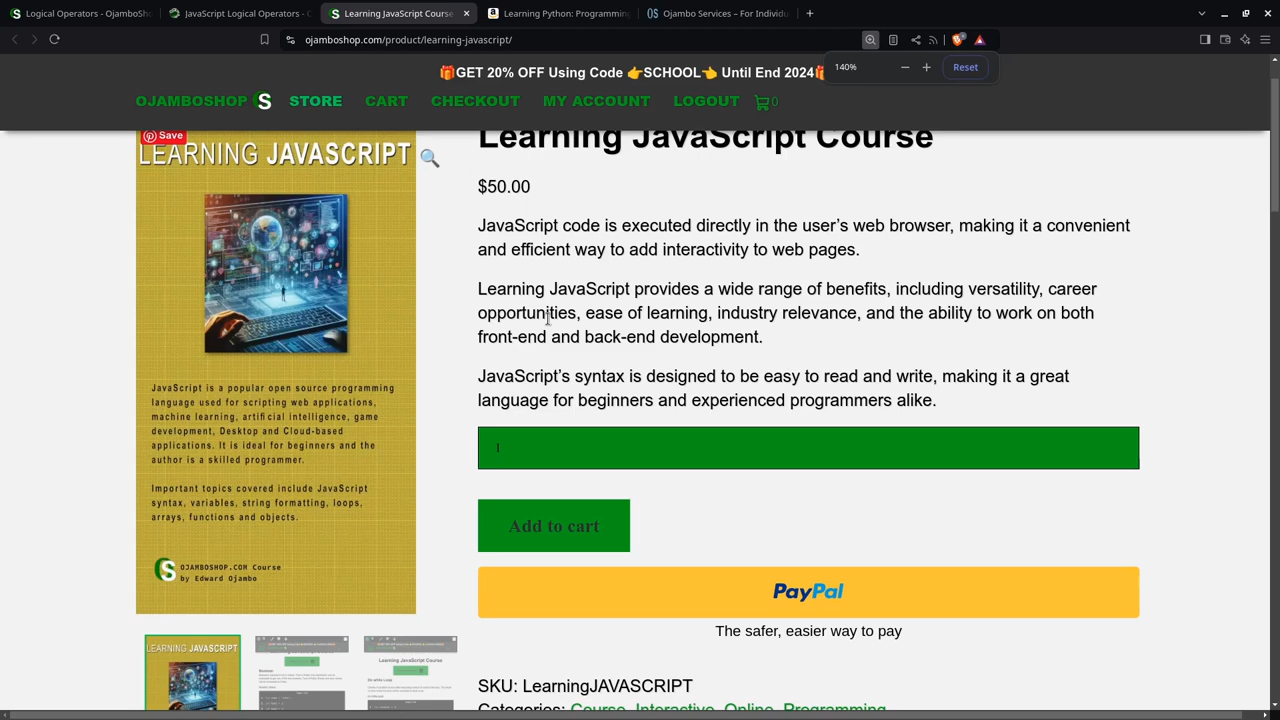 Logical Operators - OjamboSh
JavaScript Logical Operators - C
Learning JavaScript Course
Learning Python: Programming
Ojambo Services – For Individu
ojamboshop.com/product/learning-javascript/
140%
Reset
🎁GET 20% OFF Using Code 👉SCHOOL👈 Until End 2024🎁
OJAMBOSHOP STORE CART CHECKOUT MY ACCOUNT LOGOUT 0
Save
LEARNING JAVASCRIPT
JavaScript is a popular open source programming
language used for scripting web applications,
machine learning, artificial intelligence, game
development, Desktop and Cloud-based
applications. It is ideal for beginners and the
author is a skilled programmer.
Important topics covered include JavaScript
syntax, variables, string formatting, loops,
arrays, functions and objects.
OJAMBOSHOP.COM Course
by Edward Ojambo
LEARNING JAVASCRIPT
Learning JavaScript Course
Learning JavaScript Course
$50.00
JavaScript code is executed directly in the user’s web browser, making it a convenient
and efficient way to add interactivity to web pages.
Learning JavaScript provides a wide range of benefits, including versatility, career
opportunities, ease of learning, industry relevance, and the ability to work on both
front-end and back-end development.
JavaScript’s syntax is designed to be easy to read and write, making it a great
language for beginners and experienced programmers alike.
1
Add to cart
PayPal
The safer, easier way to pay
SKU: LearningJAVASCRIPT
Categories: Course, Interactive, Online, Programming